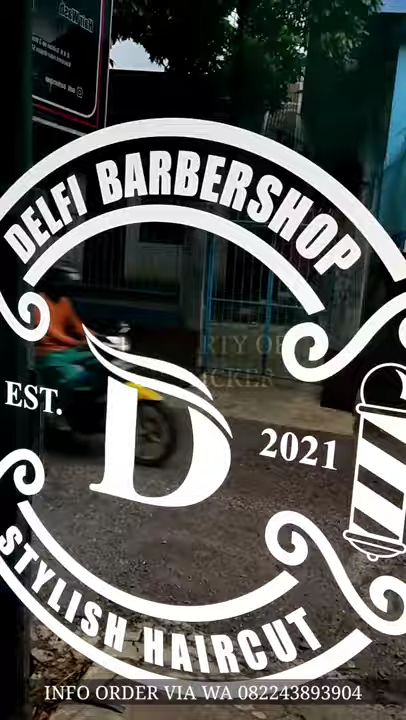 DELFI BARBERSHOP
EST.
2021
D
STYLISH HAIRCUT
INFO ORDER VIA WA 082243893904